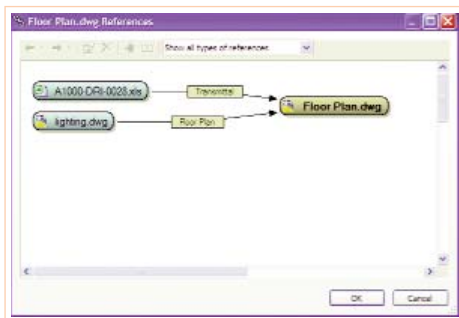 Floor Plan.dwg References
Show all types of references
A1000-DRI-0028.xls
Transmittal
Floor Plan.dwg
lighting.dwg
Floor Plan
OK
Cancel